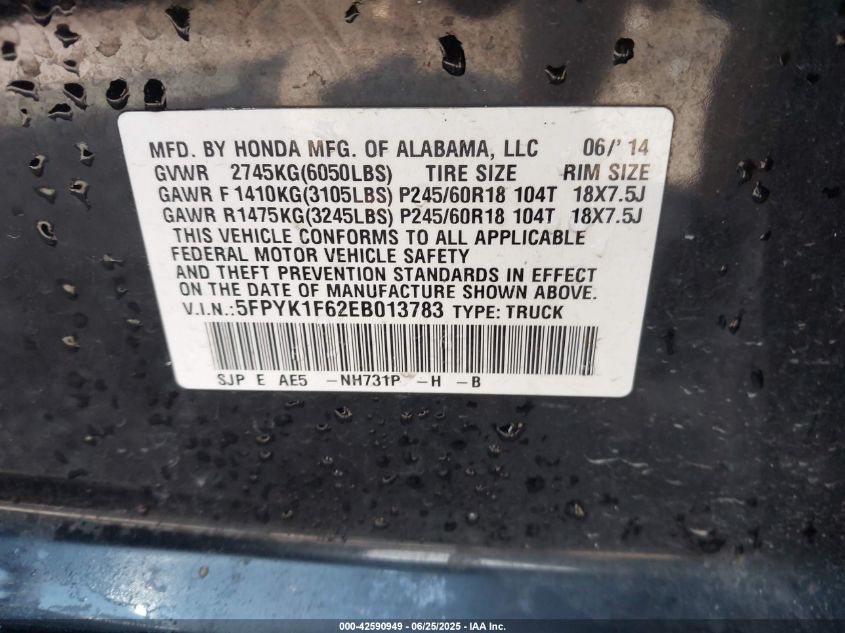 MFD. BY HONDA MFG. OF ALABAMA, LLC 06/' 14
GVWR 2745KG(6050LBS) TIRE SIZE RIM SIZE
GAWR F 1410KG(3105LBS) P245/60R18 104T 18X7.5J
GAWR R1475KG(3245LBS) P245/60R18 104T 18X7.5J
THIS VEHICLE CONFORMS TO ALL APPLICABLE
FEDERAL MOTOR VEHICLE SAFETY
AND THEFT PREVENTION STANDARDS IN EFFECT
ON THE DATE OF MANUFACTURE SHOWN ABOVE.
V.I.N.:5FPYK1F62EB013783 TYPE: TRUCK
SJP E AE5 -NH731P -H -B
000-42590949 - 06/25/2025 - IAA Inc.